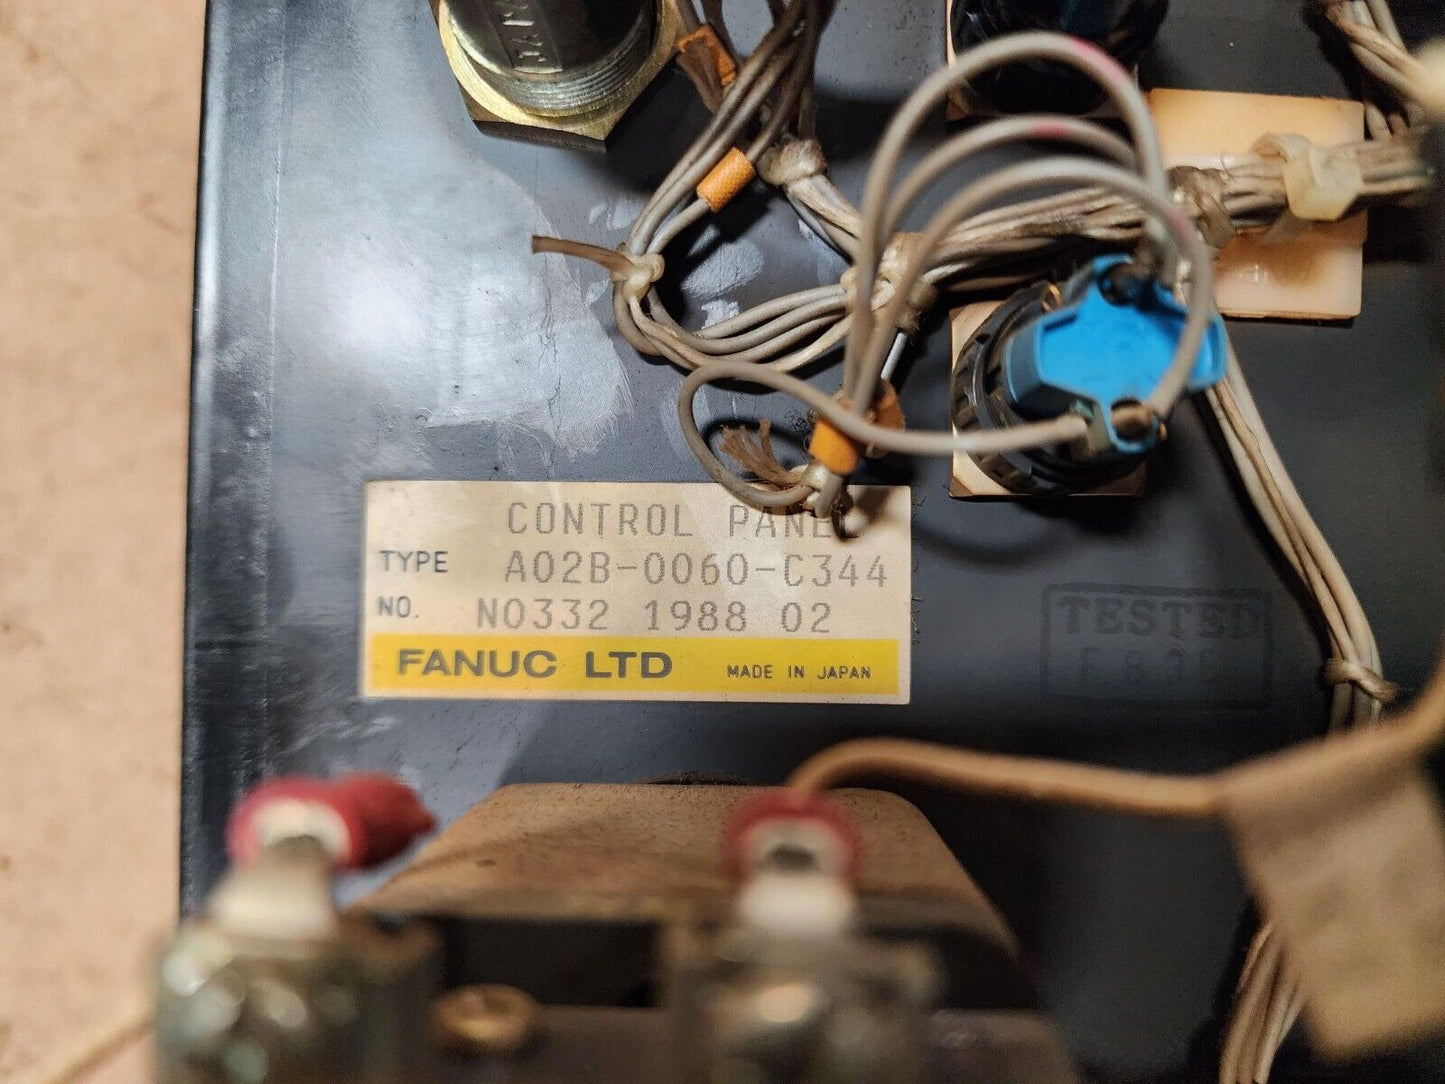 CONTROL PANEL
TYPE A02B-0060-C344
NO. N0332 1988 02
FANUC LTD MADE IN JAPAN
TESTED